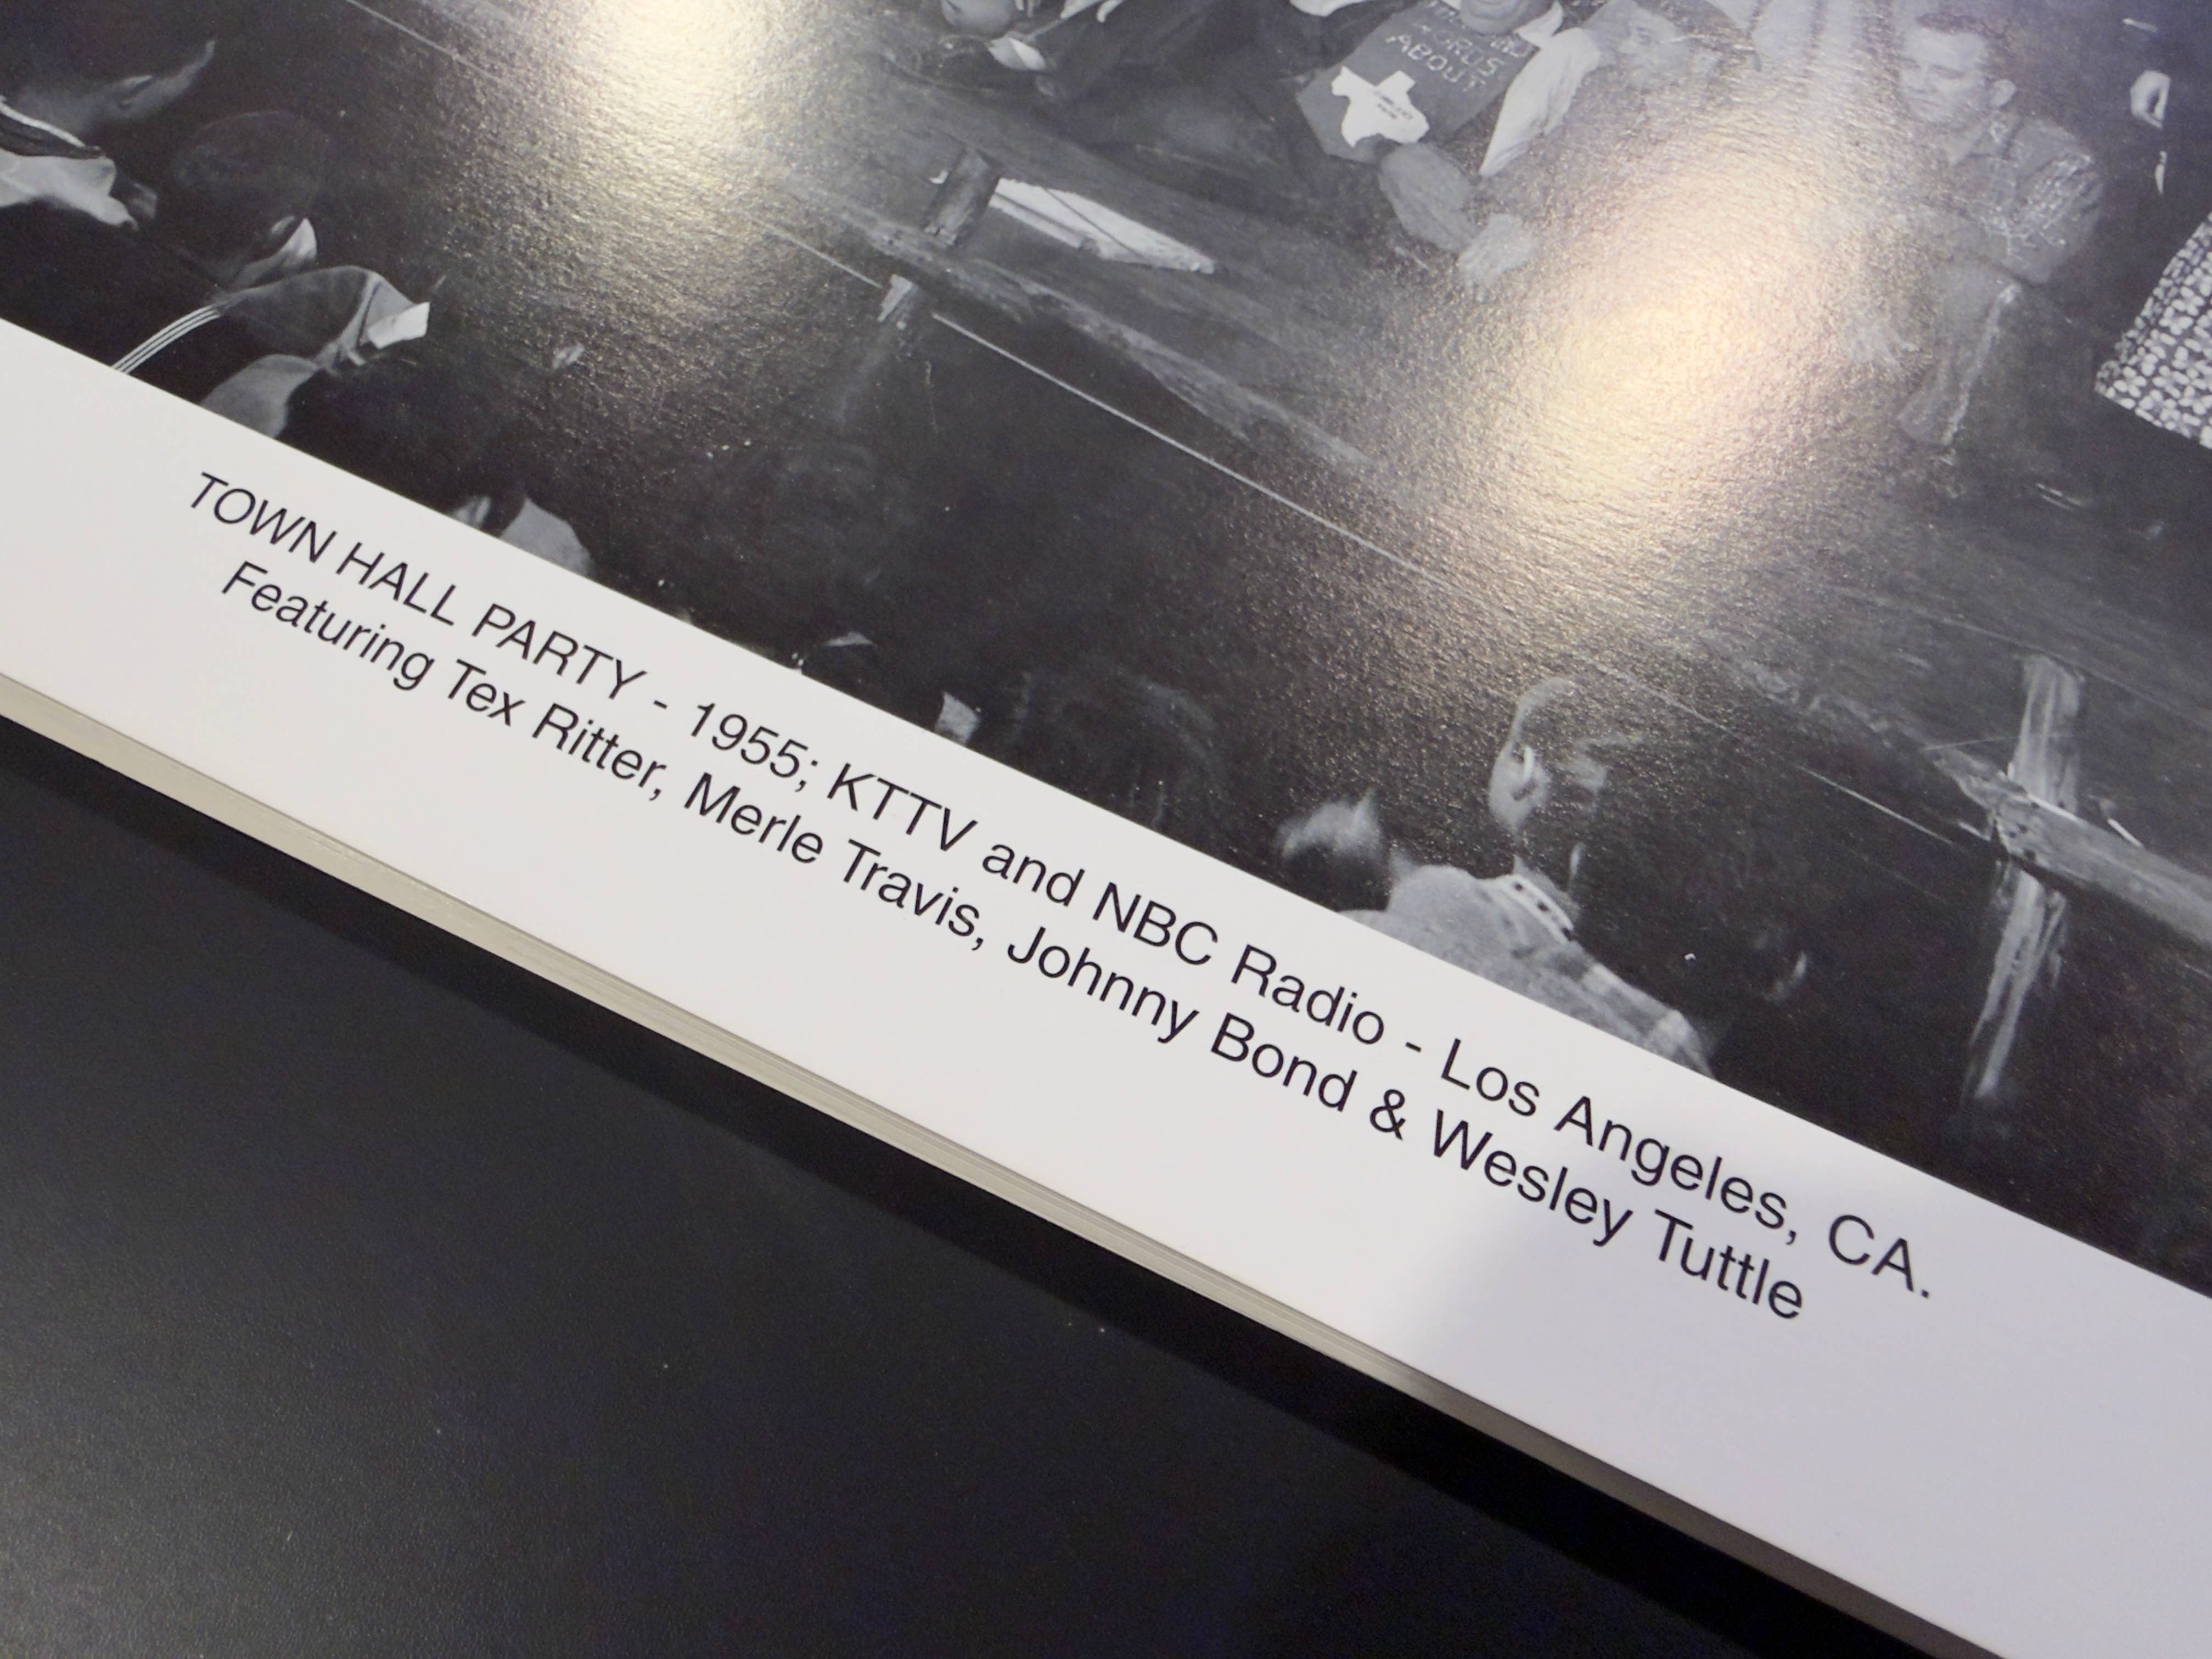 ABOUT
TOWN HALL PARTY - 1955; KTTV and NBC Radio - Los Angeles, CA.
Featuring Tex Ritter, Merle Travis, Johnny Bond & Wesley Tuttle